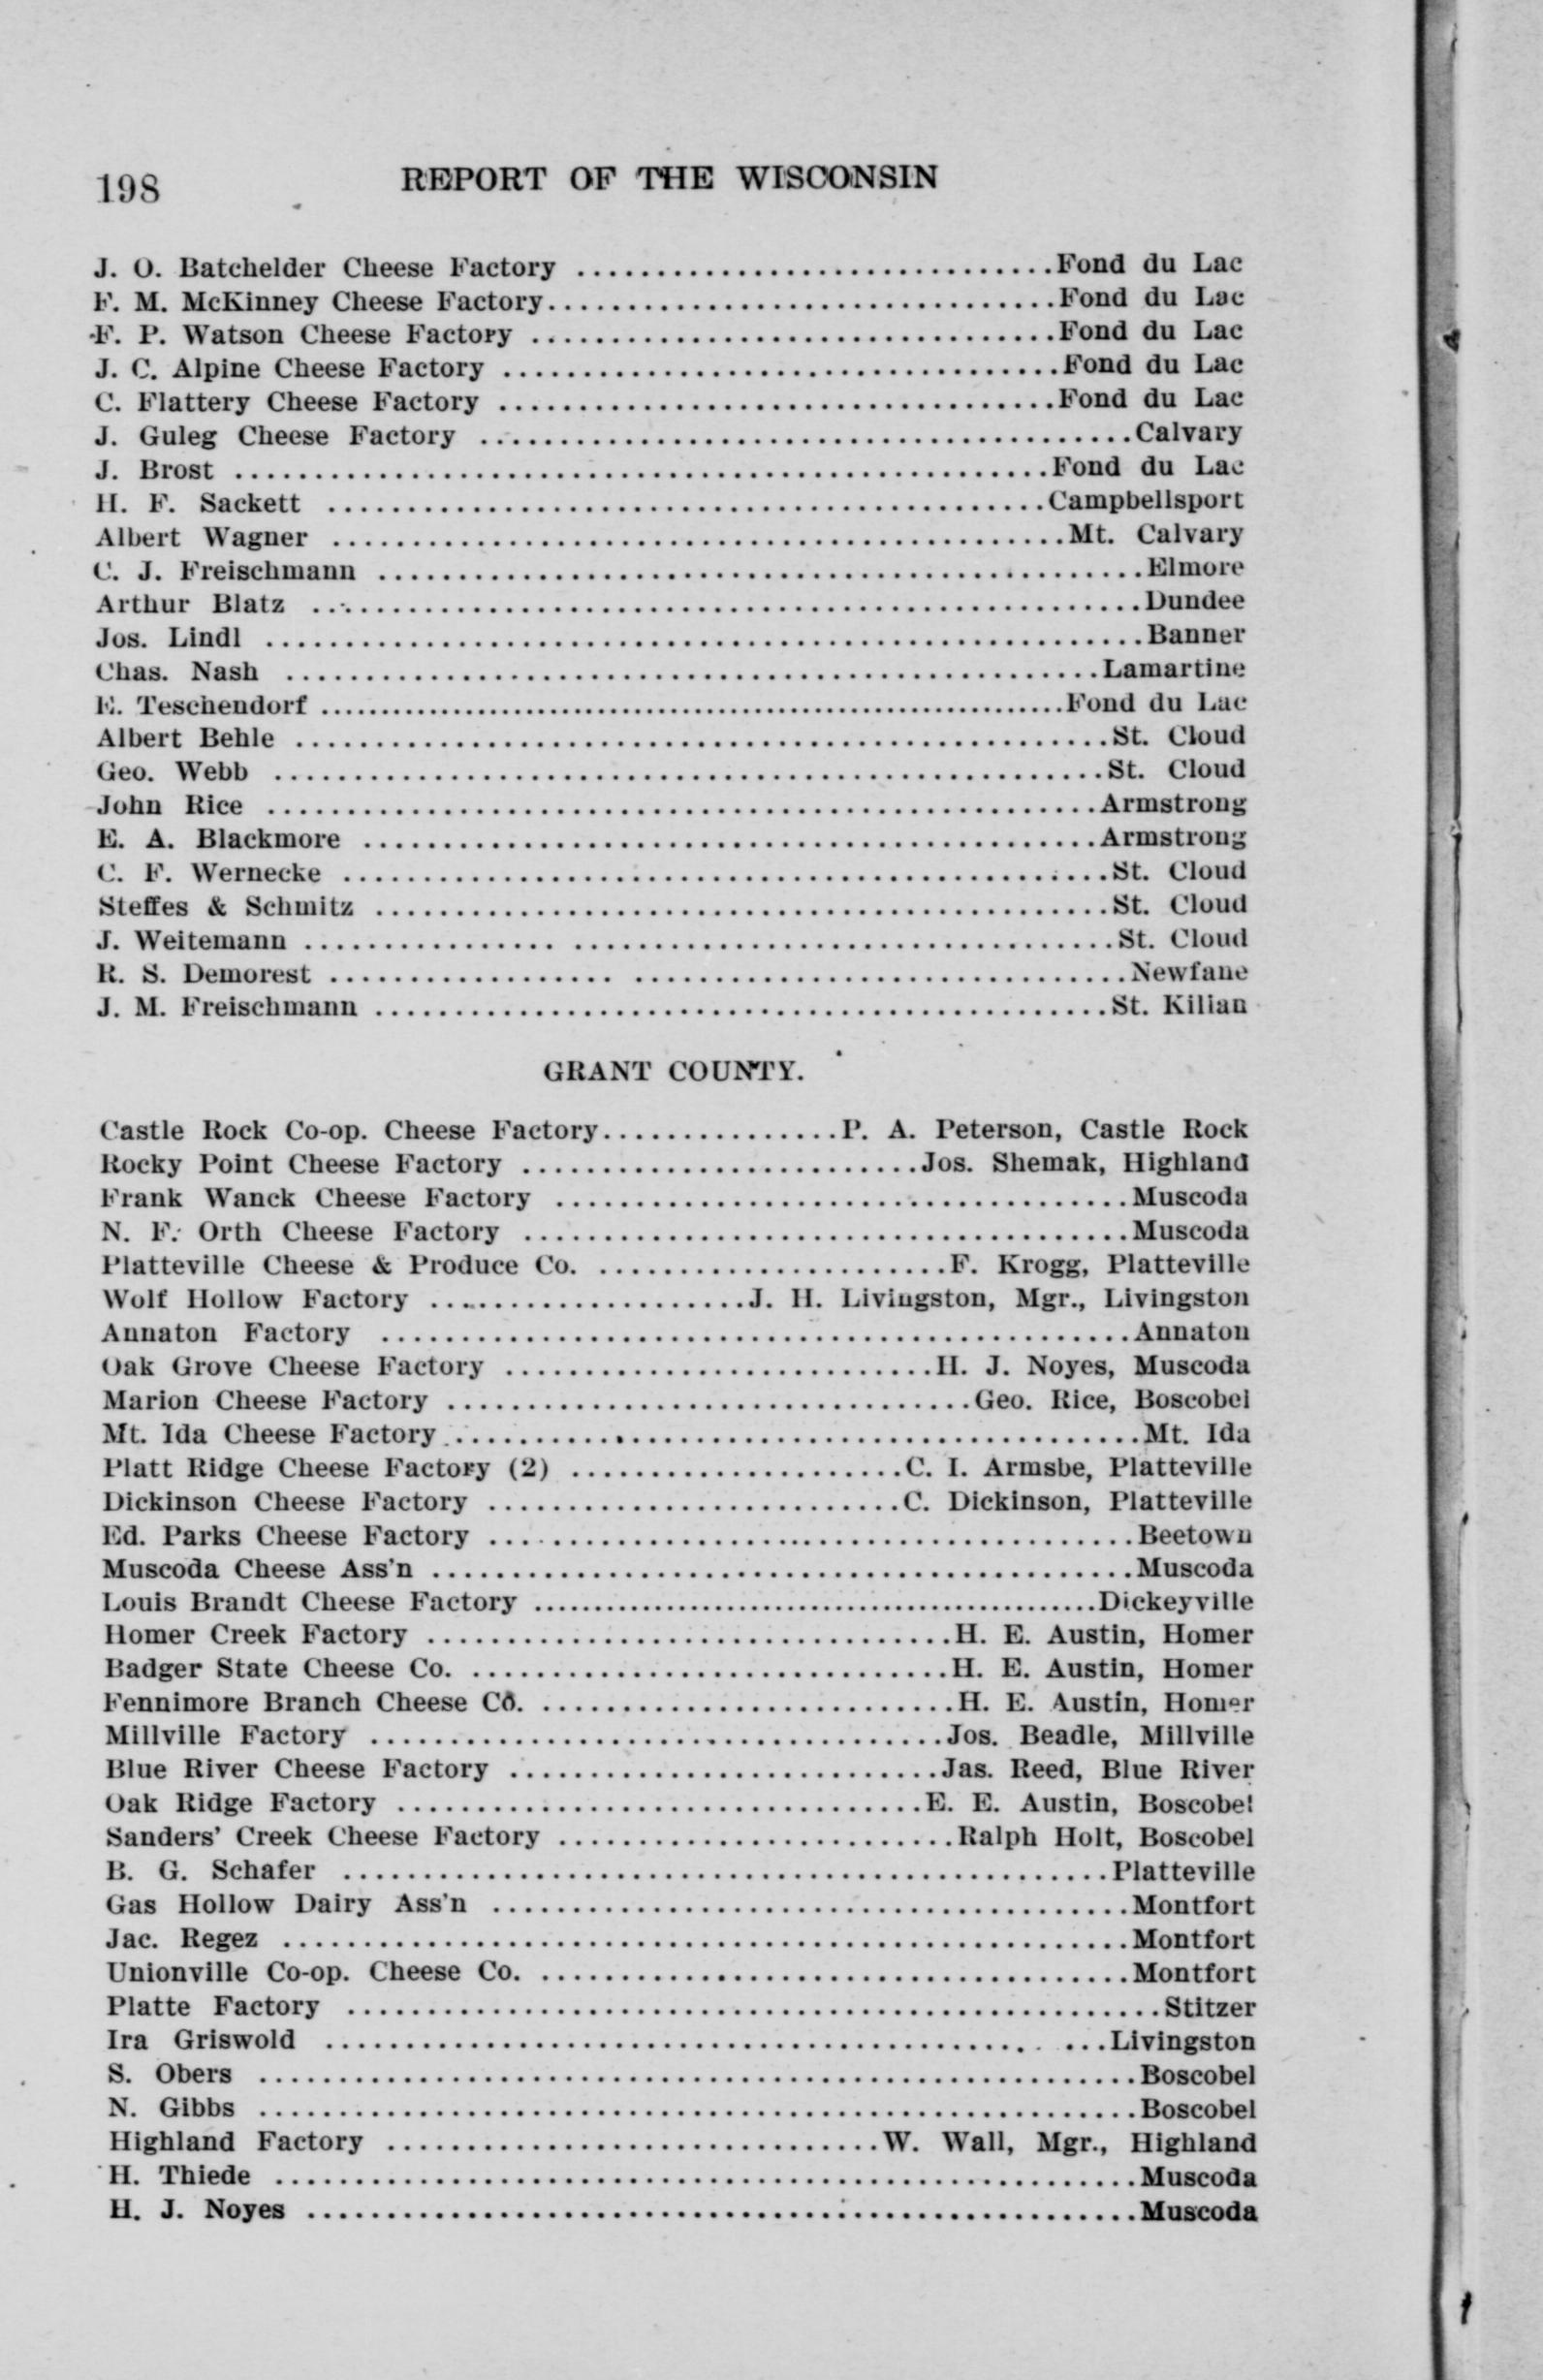 198 REPORT OF THE WISCONSIN
J. O. Batchelder Cheese Factory ..............................Fond du Lac
F. M. McKinney Cheese Factory................................Fond du Lac
F. P. Watson Cheese Factory .................................Fond du Lac
J. C. Alpine Cheese Factory ...................................Fond du Lac
C. Flattery Cheese Factory ...................................Fond du Lac
J. Guleg Cheese Factory .........................................Calvary
J. Brost ...................................................Fond du Lac
H. F. Sackett .............................................Campbellsport
Albert Wagner ..............................................Mt. Calvary
C. J. Freischmann ................................................Elmore
Arthur Blatz ....................................................Dundee
Jos. Lindl .......................................................Banner
Chas. Nash ...................................................Lamartine
E. Teschendorf ...............................................Fond du Lac
Albert Behle ...................................................St. Cloud
Geo. Webb ....................................................St. Cloud
John Rice ....................................................Armstrong
E. A. Blackmore ..............................................Armstrong
C. F. Wernecke ................................................St. Cloud
Steffes & Schmitz ..............................................St. Cloud
J. Weitemann ................ ..................................St. Cloud
R. S. Demorest .................. ...............................Newfane
J. M. Freischmann ..............................................St. Kilian
GRANT COUNTY.
Castle Rock Co-op. Cheese Factory...............P. A. Peterson, Castle Rock
Rocky Point Cheese Factory .........................Jos. Shemak, Highland
Frank Wanck Cheese Factory ....................................Muscoda
N. F. Orth Cheese Factory ......................................Muscoda
Platteville Cheese & Produce Co. ......................F. Krogg, Platteville
Wolf Hollow Factory ....................J. H. Livingston, Mgr., Livingston
Annaton Factory ...............................................Annaton
Oak Grove Cheese Factory ...........................H. J. Noyes, Muscoda
Marion Cheese Factory .................................Geo. Rice, Boscobel
Mt. Ida Cheese Factory ............................................Mt. Ida
Platt Ridge Cheese Factory (2) .....................C. I. Armsbe, Platteville
Dickinson Cheese Factory ..........................C. Dickinson, Platteville
Ed. Parks Cheese Factory ........................................Beetown
Muscoda Cheese Ass'n ............................................Muscoda
Louis Brandt Cheese Factory ..................................Dickeyville
Homer Creek Factory .................................H. E. Austin, Homer
Badger State Cheese Co. ..............................H. E. Austin, Homer
Fennimore Branch Cheese Co. ..........................H. E. Austin, Homer
Millville Factory ....................................Jos. Beadle, Millville
Blue River Cheese Factory ...........................Jas. Reed, Blue River
Oak Ridge Factory .................................E. E. Austin, Boscobel
Sanders' Creek Cheese Factory .........................Ralph Holt, Boscobel
B. G. Schafer ................................................Platteville
Gas Hollow Dairy Ass'n ........................................Montfort
Jac. Regez .....................................................Montfort
Unionville Co-op. Cheese Co. .....................................Montfort
Platte Factory ...................................................Stitzer
Ira Griswold ............................................ ...Livingston
S. Obers .......................................................Boscobel
N. Gibbs .......................................................Boscobel
Highland Factory ...............................W. Wall, Mgr., Highland
H. Thiede ......................................................Muscoda
H. J. Noyes ....................................................Muscoda